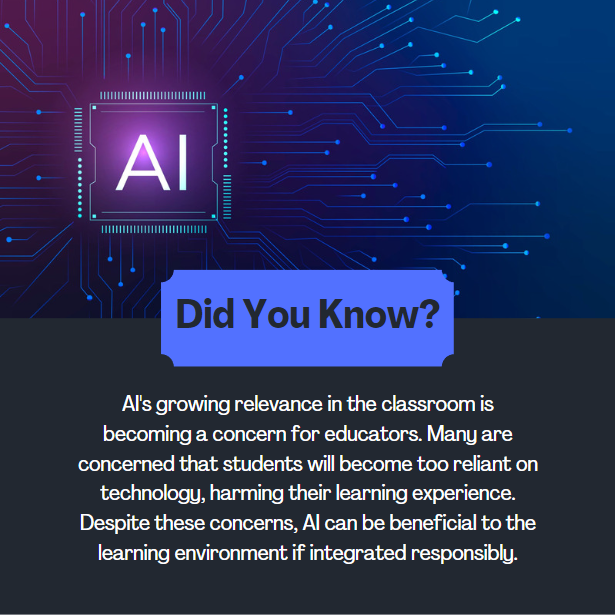 AI
Did You Know?
AI's growing relevance in the classroom is
becoming a concern for educators. Many are
concerned that students will become too reliant on
technology, harming their learning experience.
Despite these concerns, AI can be beneficial to the
learning environment if integrated responsibly.